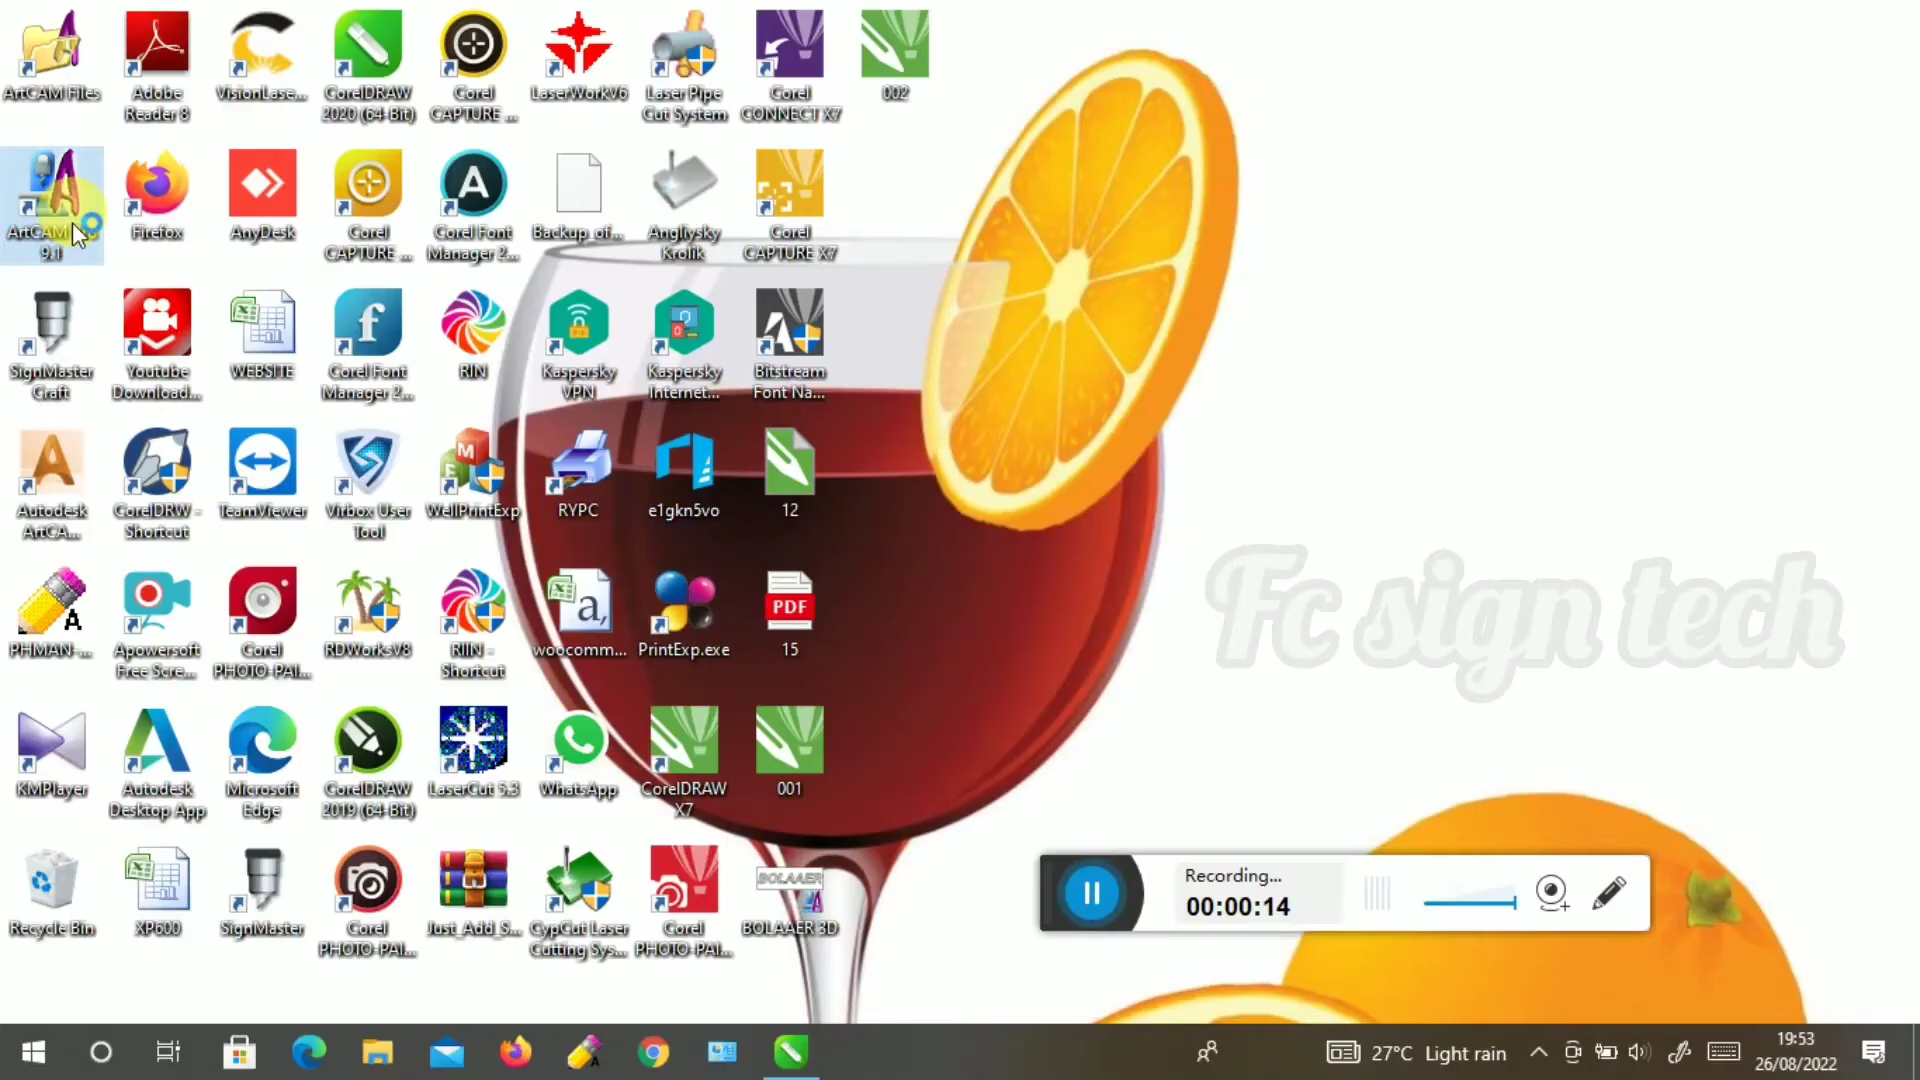 ArtCAM Files
Adobe Reader 8
VisionLase...
CorelDRAW 2020 (64-Bit)
Corel CAPTURE ...
LaserWorkV6
Laser Pipe Cut System
Corel CONNECT X7
002
ArtCAM
9.1
Firefox
AnyDesk
Corel CAPTURE ...
Corel Font Manager 2...
Backup_of...
Angliysky Krolik
Corel CAPTURE X7
SignMaster Craft
Youtube Download...
WEBSITE
Corel Font Manager 2...
RIN
Kaspersky VPN
Kaspersky Internet...
Bitstream Font Na...
Autodesk ArtCA...
CorelDRW - Shortcut
TeamViewer
Virbox User Tool
WellPrintExp
RYPC
e1gkn5vo
12
PHMAN-...
Apowersoft Free Scre...
Corel PHOTO-PAI...
RDWorksV8
RIIN - Shortcut
woocomm...
PrintExp.exe
PDF
15
KMPlayer
Autodesk Desktop App
Microsoft Edge
CorelDRAW 2019 (64-Bit)
LaserCut 5.3
WhatsApp
CorelDRAW X7
001
Recycle Bin
XP600
SignMaster
Corel PHOTO-PAI...
Just_Add_S...
CypCut Laser Cutting Sys...
Corel PHOTO-PAI...
BOLAAER
BOLAAER 3D
Fc sign tech
Recording...
00:00:14
27°C Light rain
19:53
26/08/2022